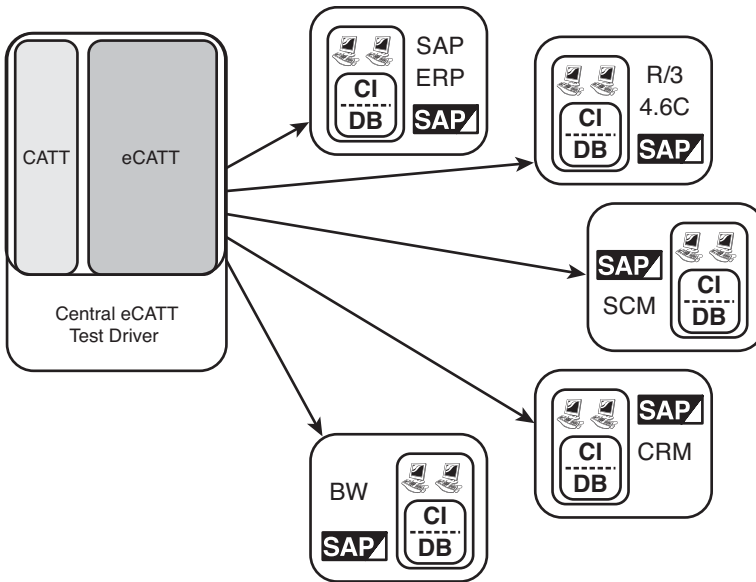 CATT
eCATT
Central eCATT
Test Driver
SAP
ERP
CI
DB
SAP
R/3
4.6C
CI
DB
SAP
SAP
SCM
CI
DB
SAP
CRM
CI
DB
BW
SAP
CI
DB